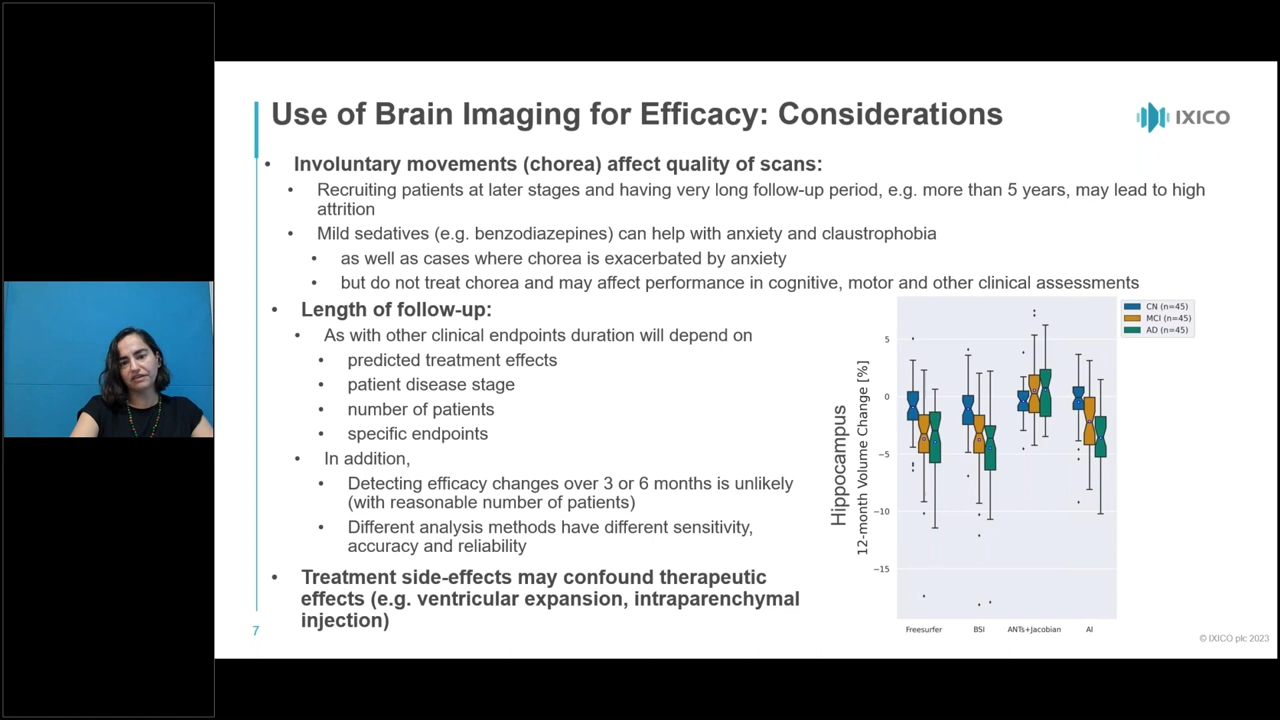 Use of Brain Imaging for Efficacy: Considerations
IXICO
• Involuntary movements (chorea) affect quality of scans:
• Recruiting patients at later stages and having very long follow-up period, e.g. more than 5 years, may lead to high
attrition
• Mild sedatives (e.g. benzodiazepines) can help with anxiety and claustrophobia
• as well as cases where chorea is exacerbated by anxiety
• but do not treat chorea and may affect performance in cognitive, motor and other clinical assessments
• Length of follow-up:
• As with other clinical endpoints duration will depend on
• predicted treatment effects
• patient disease stage
• number of patients
• specific endpoints
• In addition,
• Detecting efficacy changes over 3 or 6 months is unlikely
(with reasonable number of patients)
• Different analysis methods have different sensitivity,
accuracy and reliability
• Treatment side-effects may confound therapeutic
effects (e.g. ventricular expansion, intraparenchymal
injection)
CN (n=45)
MCI (n=45)
AD (n=45)
Hippocampus
12-month Volume Change [%]
5
0
−5
−10
−15
Freesurfer
BSI
ANTs+Jacobian
AI
7
© IXICO plc 2023